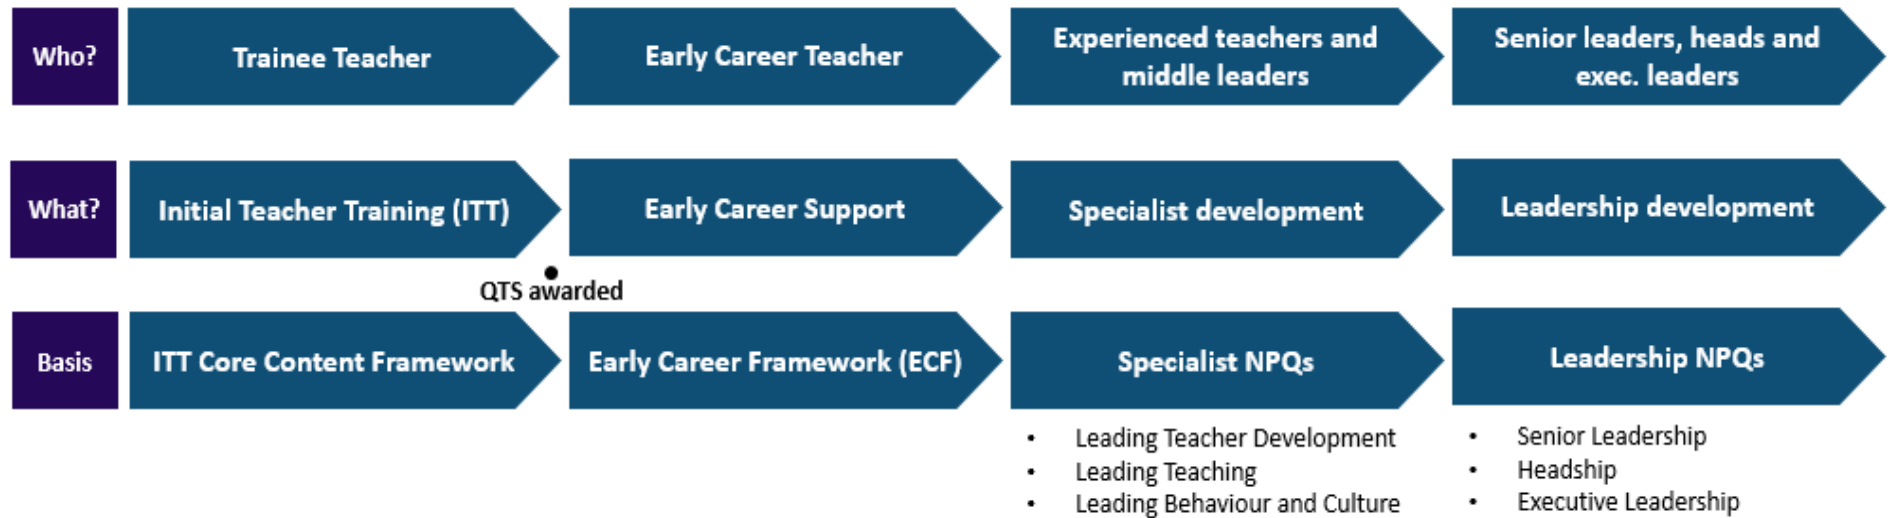 Who?
Trainee Teacher
Early Career Teacher
Experienced teachers and
middle leaders
Senior leaders, heads and
exec. leaders
What?
Initial Teacher Training (ITT)
Early Career Support
Specialist development
Leadership development
QTS awarded
Basis
ITT Core Content Framework
Early Career Framework (ECF)
Specialist NPQs
Leadership NPQs
• Leading Teacher Development
• Leading Teaching
• Leading Behaviour and Culture
• Senior Leadership
• Headship
• Executive Leadership